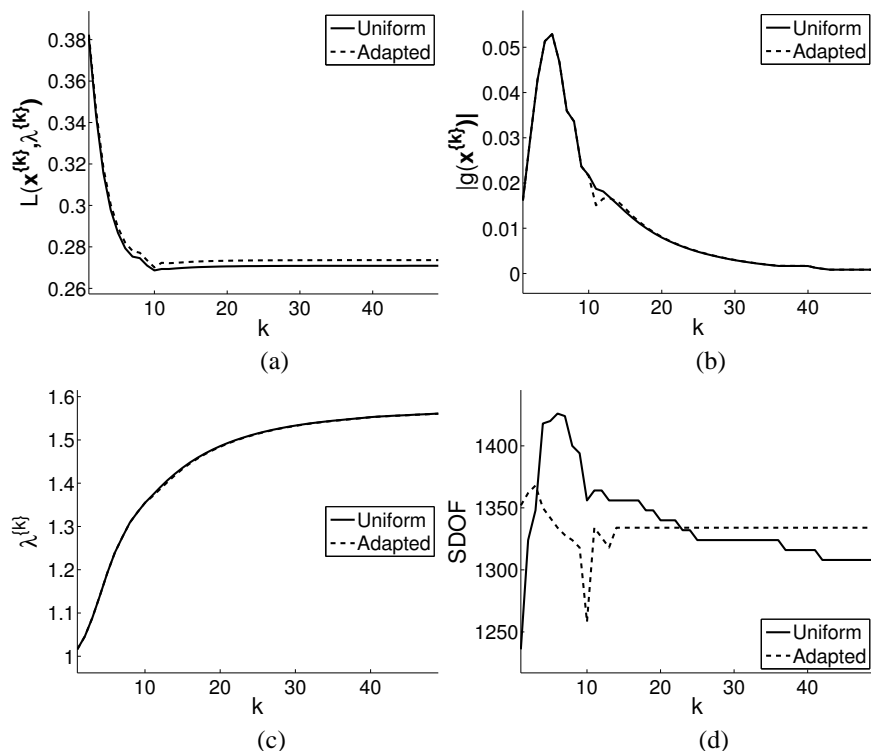 0.38
0.36
0.34
0.32
0.3
0.28
0.26
L(x{k},λ{k})
10 20 30 40
k
Uniform
Adapted
(a)
0.05
0.04
0.03
0.02
0.01
0
|g(x{k})|
10 20 30 40
k
Uniform
Adapted
(b)
1.6
1.5
1.4
1.3
1.2
1.1
1
λ{k}
10 20 30 40
k
Uniform
Adapted
(c)
1400
1350
1300
1250
SDOF
10 20 30 40
k
Uniform
Adapted
(d)